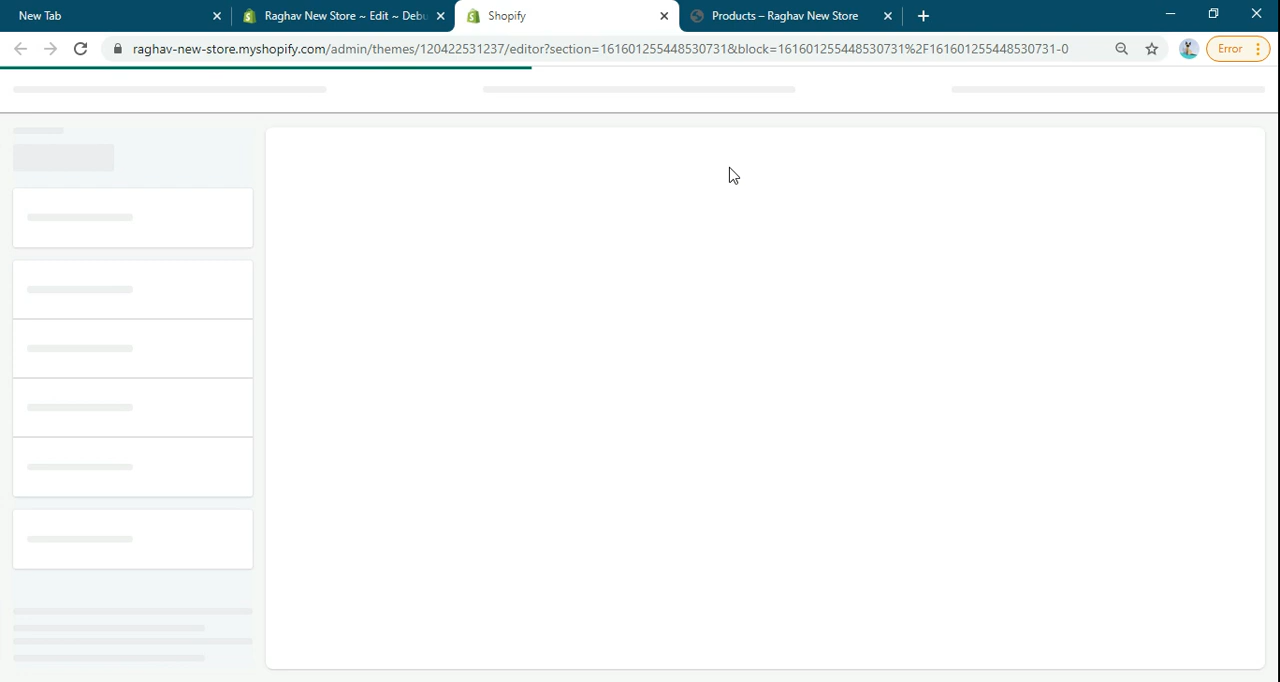 New Tab
Raghav New Store ~ Edit ~ Debu
Shopify
Products – Raghav New Store
raghav-new-store.myshopify.com/admin/themes/120422531237/editor?section=161601255448530731&block=161601255448530731%2F161601255448530731-0
Error